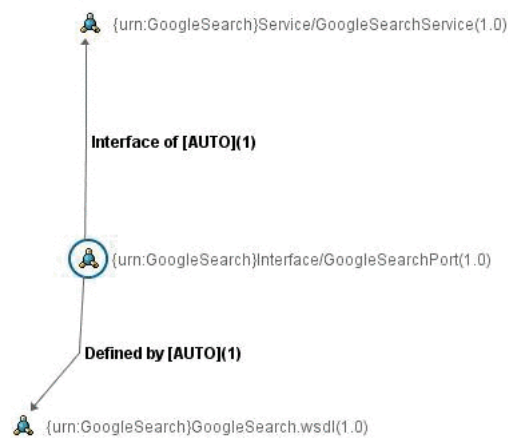 {urn:GoogleSearch}Service/GoogleSearchService(1.0)
Interface of [AUTO](1)
{urn:GoogleSearch}Interface/GoogleSearchPort(1.0)
Defined by [AUTO](1)
{urn:GoogleSearch}GoogleSearch.wsdl(1.0)